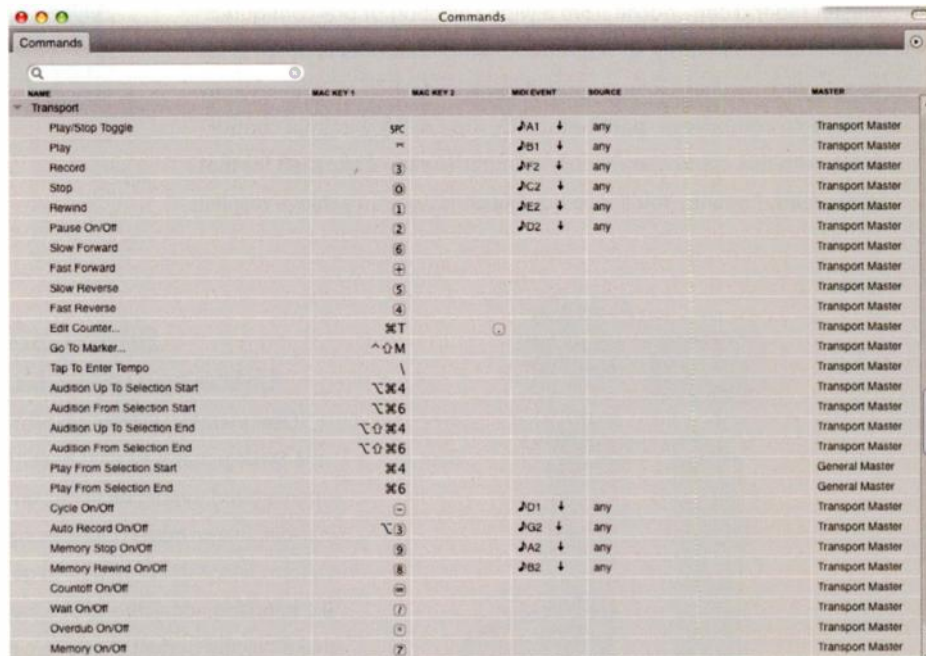 Commands
Commands
NAME MAC KEY 1 MAC KEY 2 MIDI EVENT SOURCE MASTER
Transport
Play/Stop Toggle SPC ♪A1 ↓ any Transport Master
Play ♪B1 ↓ any Transport Master
Record 3 ♪F2 ↓ any Transport Master
Stop 0 ♪C2 ↓ any Transport Master
Rewind 1 ♪E2 ↓ any Transport Master
Pause On/Off 2 ♪D2 ↓ any Transport Master
Slow Forward 6 Transport Master
Fast Forward + Transport Master
Slow Reverse 5 Transport Master
Fast Reverse 4 Transport Master
Edit Counter... ⌘T . Transport Master
Go To Marker... ^⇧M Transport Master
Tap To Enter Tempo \ Transport Master
Audition Up To Selection Start ⌥⌘4 Transport Master
Audition From Selection Start ⌥⌘6 Transport Master
Audition Up To Selection End ⌥⇧⌘4 Transport Master
Audition From Selection End ⌥⇧⌘6 Transport Master
Play From Selection Start ⌘4 General Master
Play From Selection End ⌘6 General Master
Cycle On/Off - ♪D1 ↓ any Transport Master
Auto Record On/Off ⌥3 ♪G2 ↓ any Transport Master
Memory Stop On/Off 9 ♪A2 ↓ any Transport Master
Memory Rewind On/Off 8 ♪B2 ↓ any Transport Master
Countoff On/Off = Transport Master
Wait On/Off / Transport Master
Overdub On/Off * Transport Master
Memory On/Off 7 Transport Master